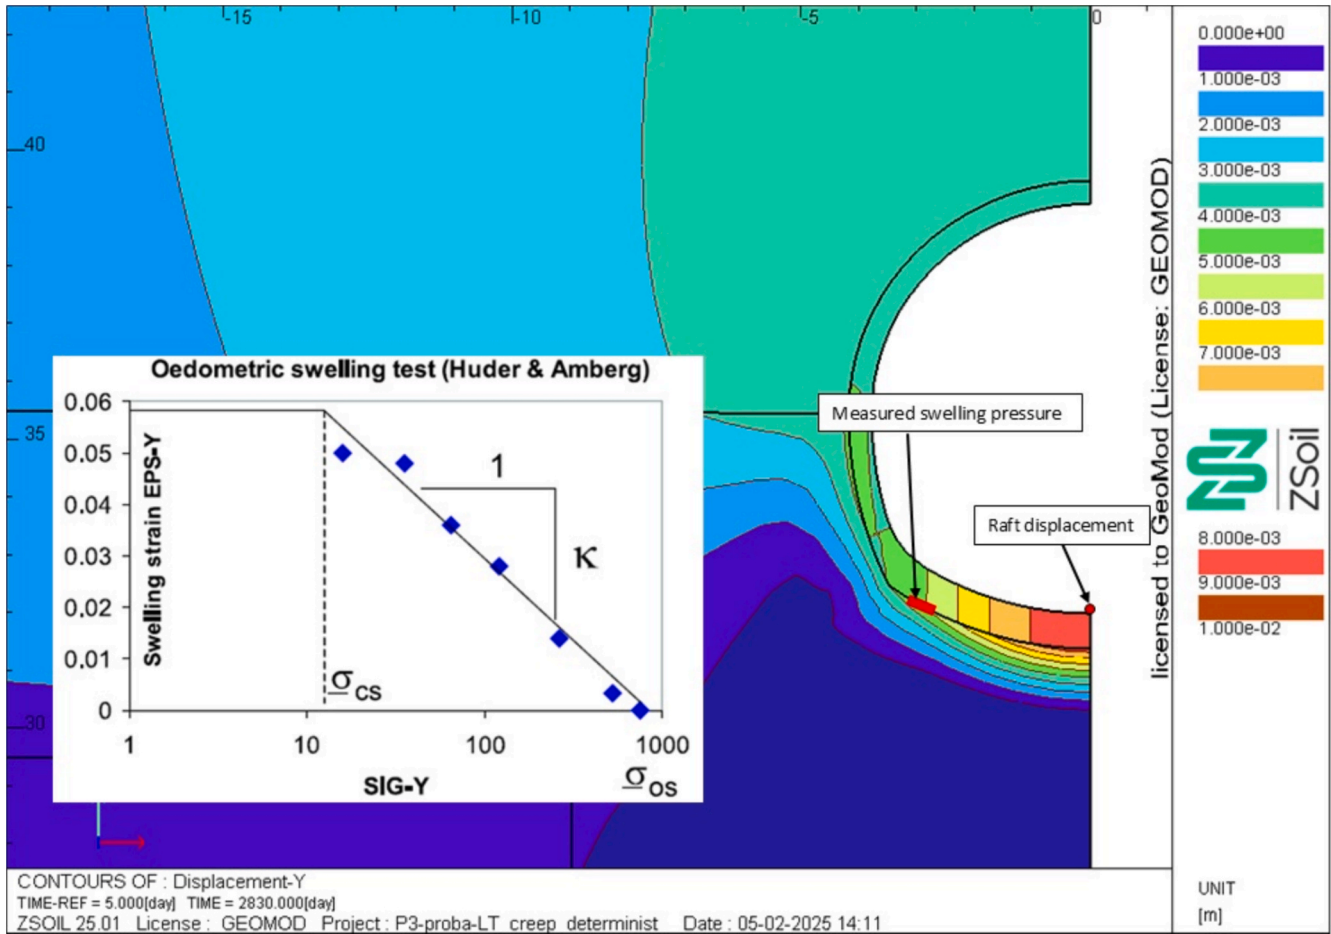 -15
-10
-5
0
40
35
30
Oedometric swelling test (Huder & Amberg)
Swelling strain EPS-Y
0.06
0.05
0.04
0.03
0.02
0.01
0
1
κ
σcs
1
10
100
1000
SIG-Y
σos
Measured swelling pressure
Raft displacement
licensed to GeoMod (License: GEOMOD)
0.000e+00
1.000e-03
2.000e-03
3.000e-03
4.000e-03
5.000e-03
6.000e-03
7.000e-03
ZSoil
8.000e-03
9.000e-03
1.000e-02
UNIT
[m]
CONTOURS OF : Displacement-Y
TIME-REF = 5.000[day] TIME = 2830.000[day]
ZSOIL 25.01 License : GEOMOD Project : P3-proba-LT creep determinist Date : 05-02-2025 14:11